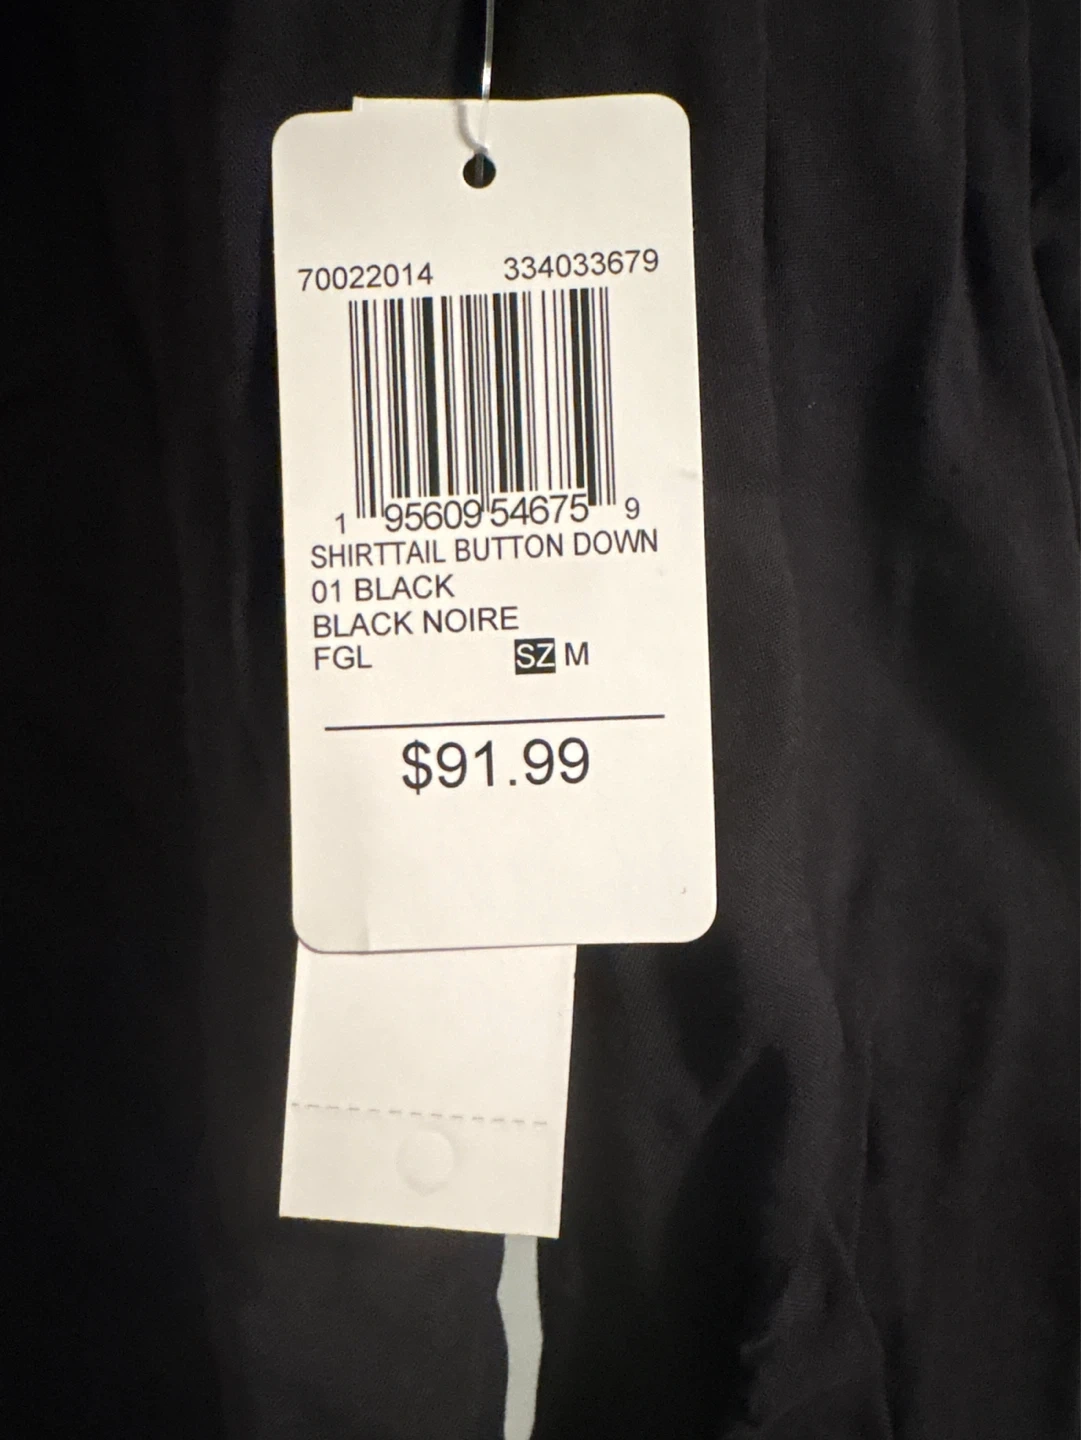 70022014 334033679
1 95609 54675 9
SHIRTTAIL BUTTON DOWN
01 BLACK
BLACK NOIRE
FGL SZ M
$91.99